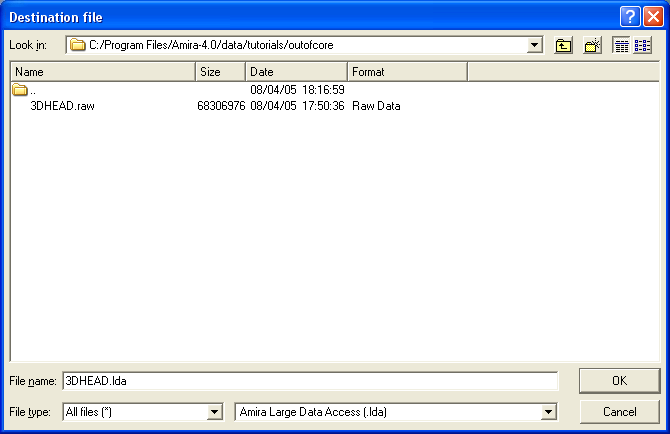 Destination file
Look in: C:/Program Files/Amira-4.0/data/tutorials/outofcore
Name Size Date Format
.. 08/04/05 18:16:59
3DHEAD.raw 68306976 08/04/05 17:50:36 Raw Data
File name: 3DHEAD.lda OK
File type: All files (*) Amira Large Data Access (.lda) Cancel